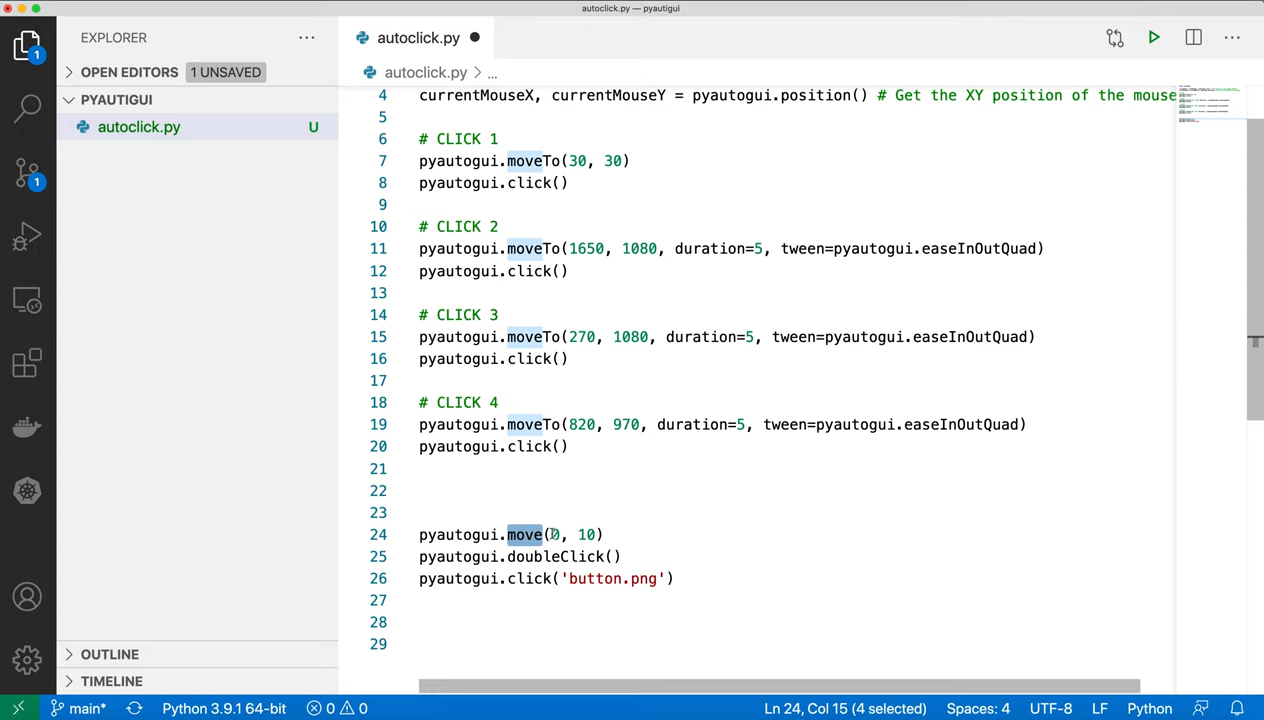 autoclick.py — pyautigui
EXPLORER
autoclick.py
OPEN EDITORS 1 UNSAVED
autoclick.py > ...
PYAUTIGUI
autoclick.py U
1
1
4 currentMouseX, currentMouseY = pyautogui.position() # Get the XY position of the mouse
5
6 # CLICK 1
7 pyautogui.moveTo(30, 30)
8 pyautogui.click()
9
10 # CLICK 2
11 pyautogui.moveTo(1650, 1080, duration=5, tween=pyautogui.easeInOutQuad)
12 pyautogui.click()
13
14 # CLICK 3
15 pyautogui.moveTo(270, 1080, duration=5, tween=pyautogui.easeInOutQuad)
16 pyautogui.click()
17
18 # CLICK 4
19 pyautogui.moveTo(820, 970, duration=5, tween=pyautogui.easeInOutQuad)
20 pyautogui.click()
21
22
23
24 pyautogui.move(0, 10)
25 pyautogui.doubleClick()
26 pyautogui.click('button.png')
27
28
29
OUTLINE
TIMELINE
main* Python 3.9.1 64-bit 0 0 Ln 24, Col 15 (4 selected) Spaces: 4 UTF-8 LF Python